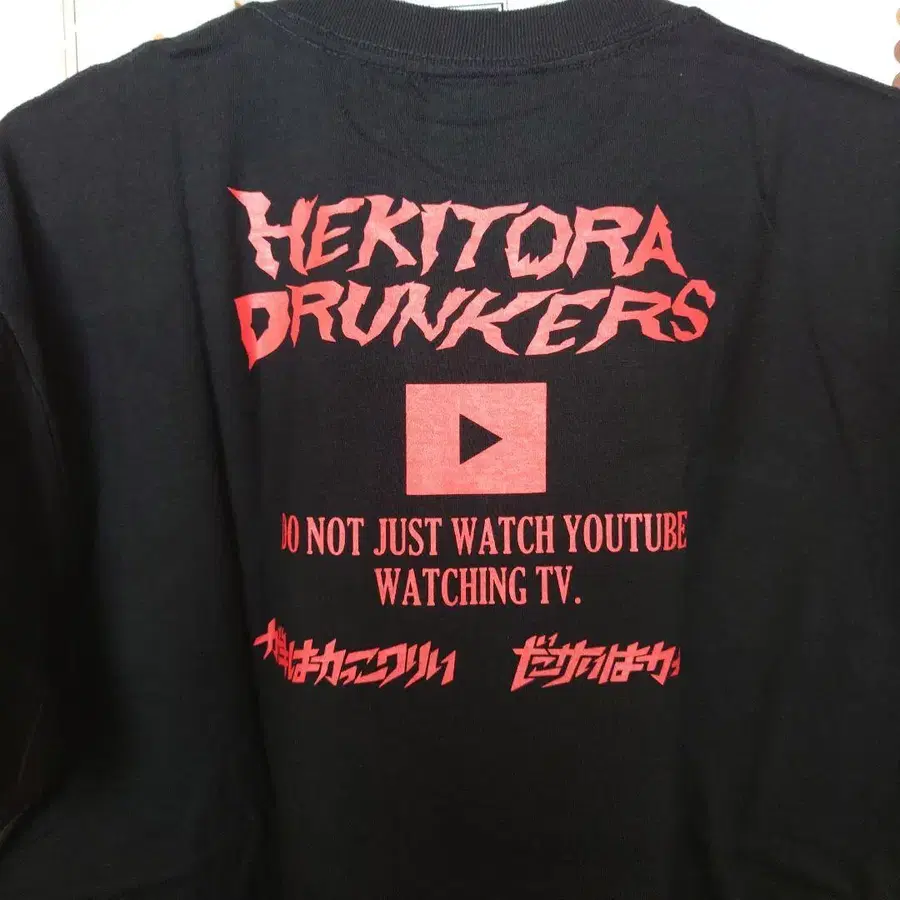 HEKITORA
DRUNKERS
DO NOT JUST WATCH YOUTUBE
WATCHING TV.